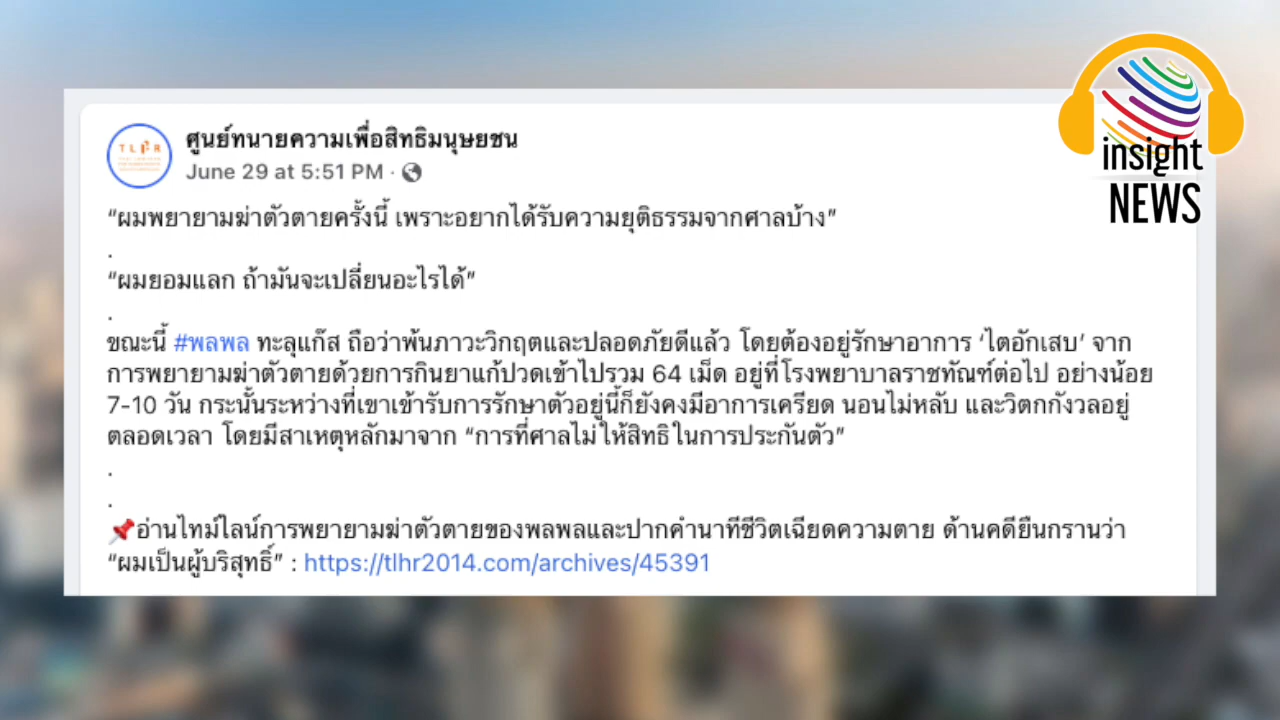 insight
NEWS
TLHR
ศูนย์ทนายความเพื่อสิทธิมนุษยชน
June 29 at 5:51 PM ·
“ผมพยายามฆ่าตัวตายครั้งนี้ เพราะอยากได้รับความยุติธรรมจากศาลบ้าง”
.
“ผมยอมแลก ถ้ามันจะเปลี่ยนอะไรได้”
.
ขณะนี้ #พลพล ทะลุแก๊ส ถือว่าพ้นภาวะวิกฤตและปลอดภัยดีแล้ว โดยต้องอยู่รักษาอาการ ‘ไตอักเสบ’ จาก
การพยายามฆ่าตัวตายด้วยการกินยาแก้ปวดเข้าไปรวม 64 เม็ด อยู่ที่โรงพยาบาลราชทัณฑ์ต่อไป อย่างน้อย
7-10 วัน กระนั้นระหว่างที่เขาเข้ารับการรักษาตัวอยู่นี้ก็ยังคงมีอาการเครียด นอนไม่หลับ และวิตกกังวลอยู่
ตลอดเวลา โดยมีสาเหตุหลักมาจาก “การที่ศาลไม่ให้สิทธิในการประกันตัว”
.
.
📌อ่านไทม์ไลน์การพยายามฆ่าตัวตายของพลพลและปากคำนาทีชีวิตเฉียดความตาย ด้านคดียืนกรานว่า
“ผมเป็นผู้บริสุทธิ์” : https://tlhr2014.com/archives/45391